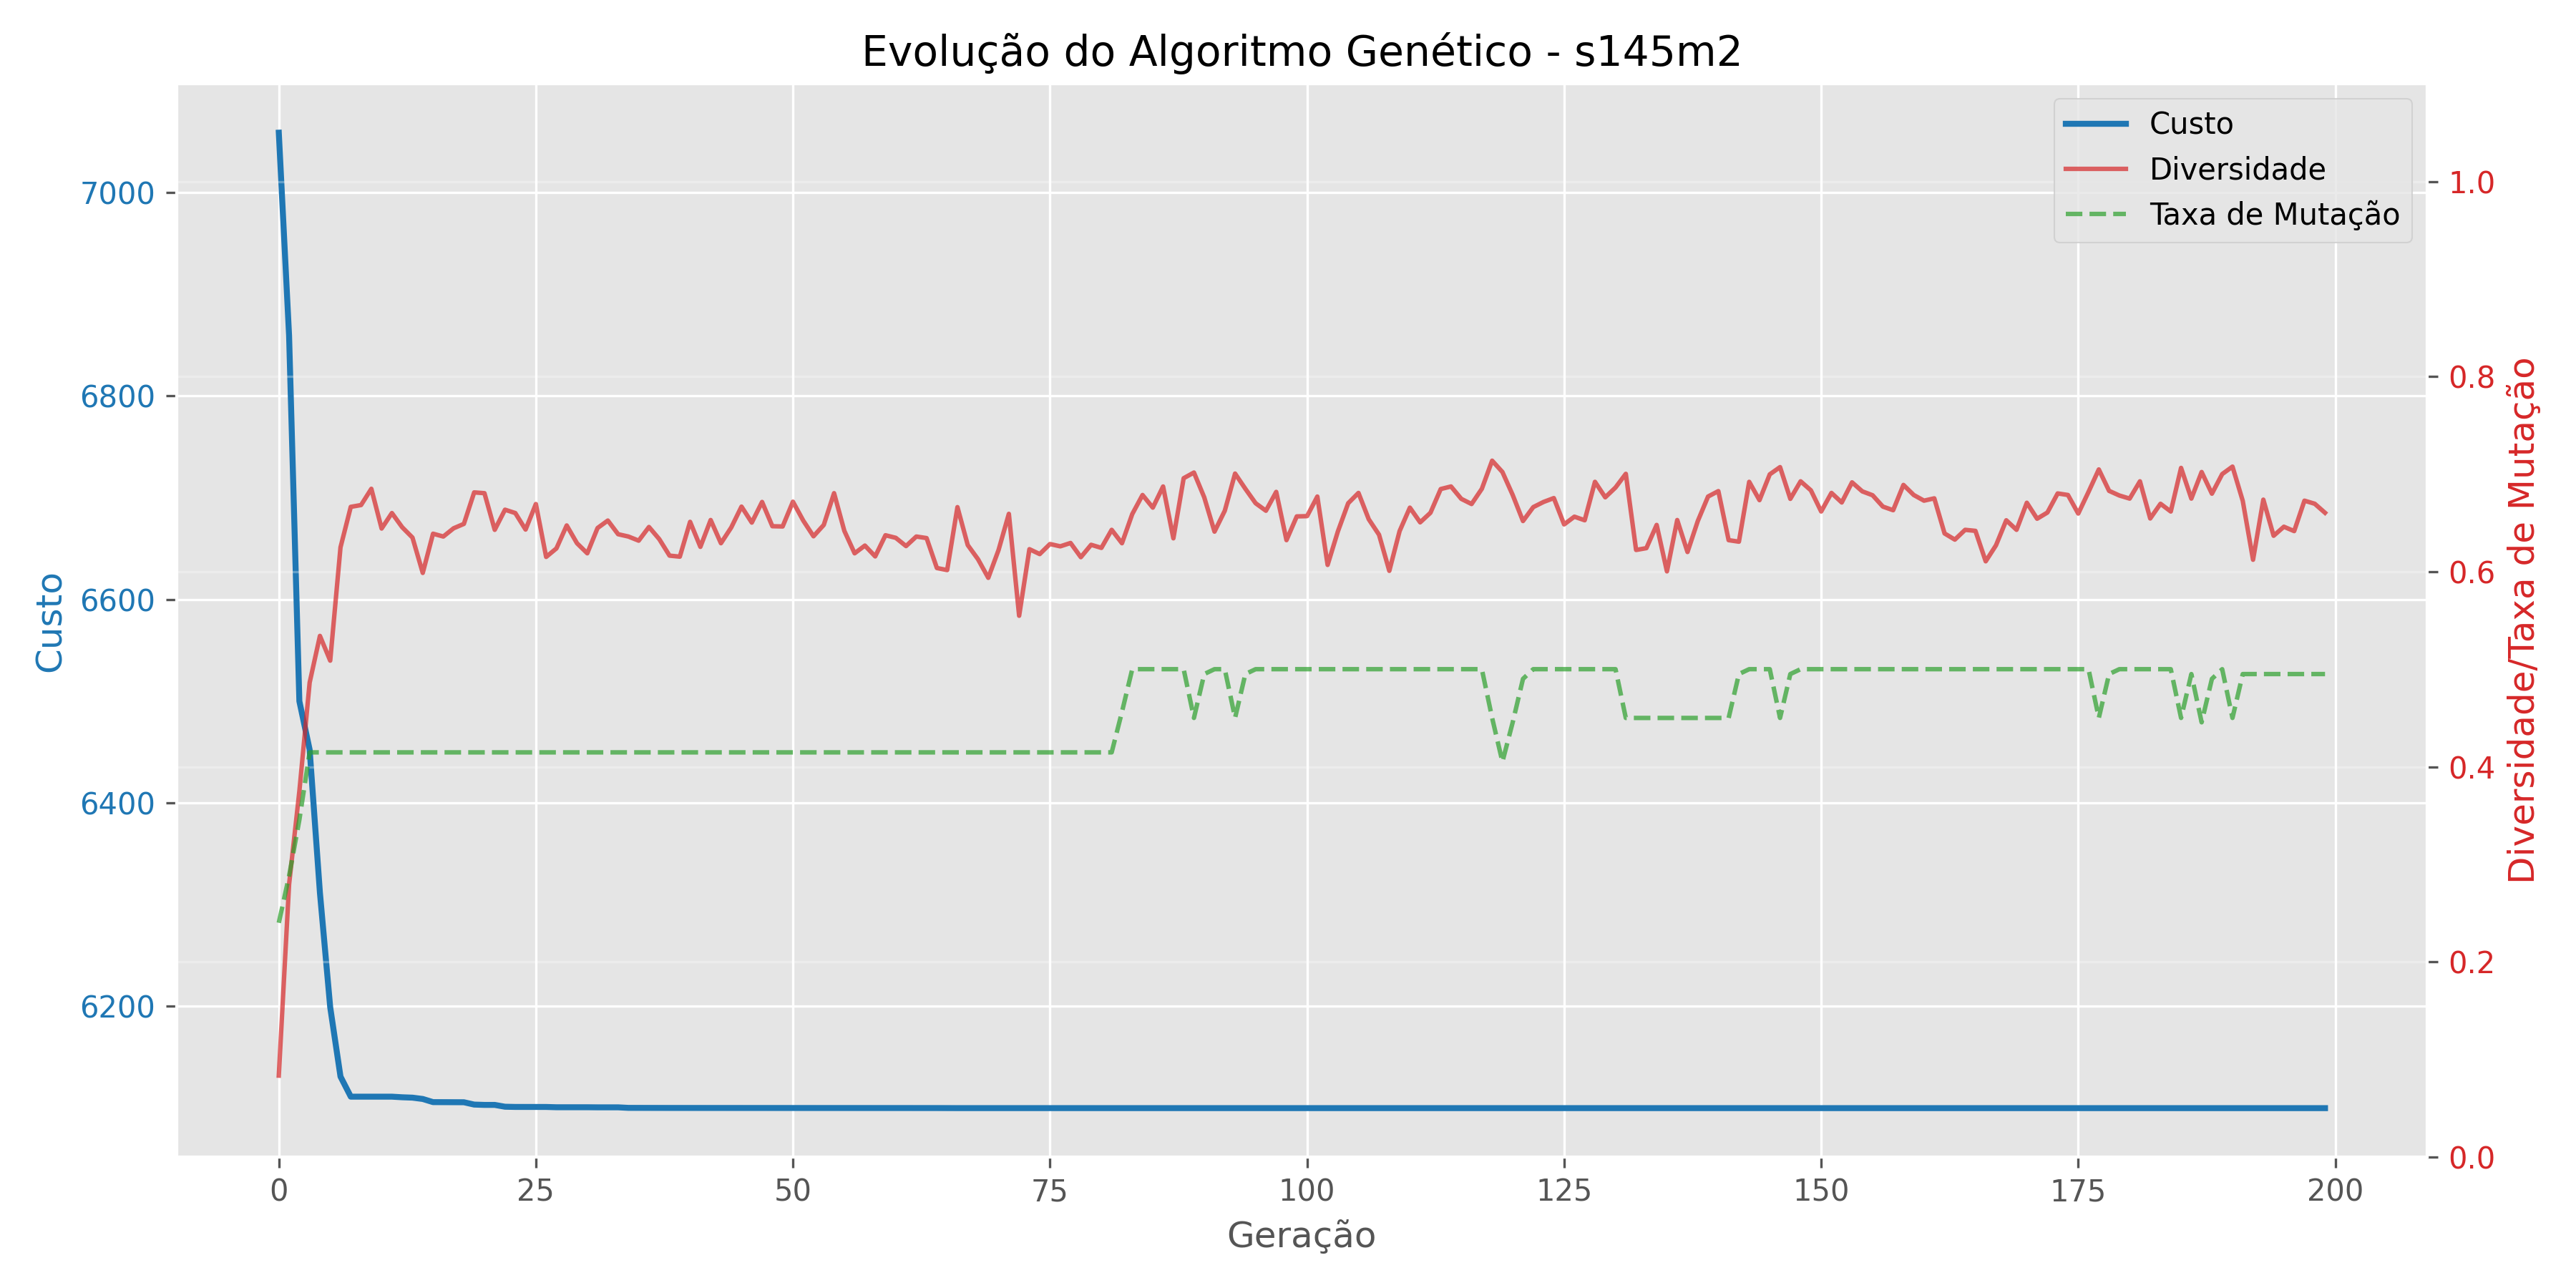 Evolução do Algoritmo Genético - s145m2
Custo
Diversidade
Taxa de Mutação
7000
6800
6600
6400
6200
Custo
1.0
0.8
0.6
0.4
0.2
0.0
Diversidade/Taxa de Mutação
0 25 50 75 100 125 150 175 200
Geração